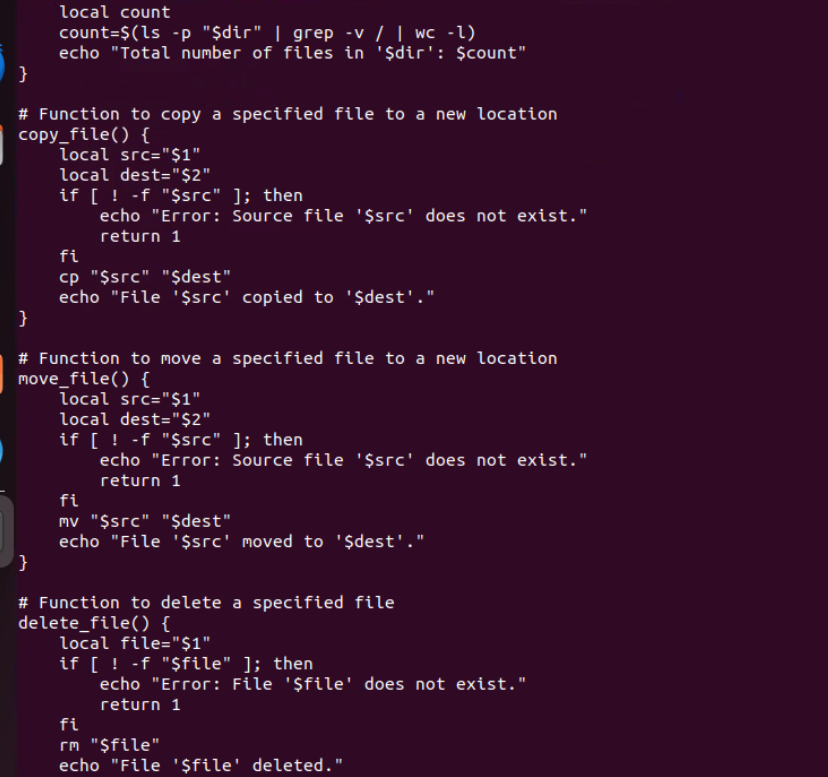 local count
    count=$(ls -p "$dir" | grep -v / | wc -l)
    echo "Total number of files in '$dir': $count"
}

# Function to copy a specified file to a new location
copy_file() {
    local src="$1"
    local dest="$2"
    if [ ! -f "$src" ]; then
        echo "Error: Source file '$src' does not exist."
        return 1
    fi
    cp "$src" "$dest"
    echo "File '$src' copied to '$dest'."
}

# Function to move a specified file to a new location
move_file() {
    local src="$1"
    local dest="$2"
    if [ ! -f "$src" ]; then
        echo "Error: Source file '$src' does not exist."
        return 1
    fi
    mv "$src" "$dest"
    echo "File '$src' moved to '$dest'."
}

# Function to delete a specified file
delete_file() {
    local file="$1"
    if [ ! -f "$file" ]; then
        echo "Error: File '$file' does not exist."
        return 1
    fi
    rm "$file"
    echo "File '$file' deleted."